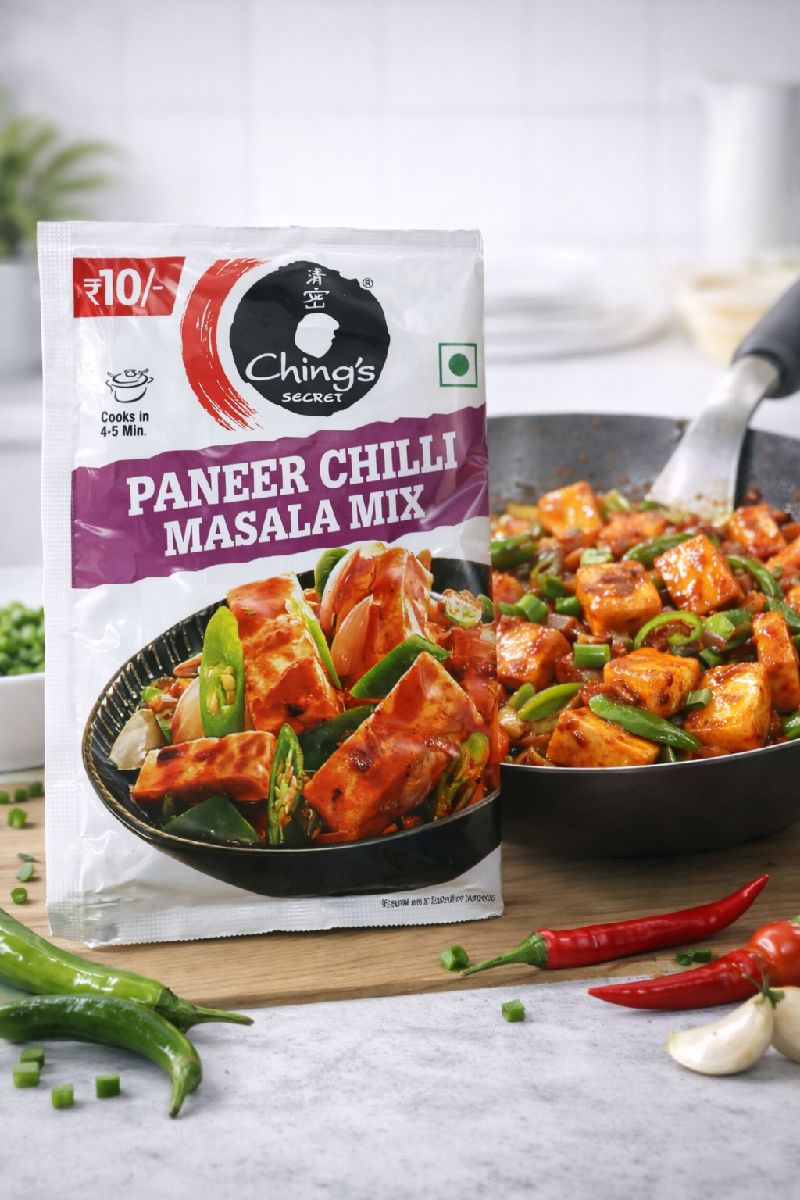 ₹10/-
清
密
®
Ching's
SECRET
Cooks in
4-5 Min.
PANEER CHILLI
MASALA MIX